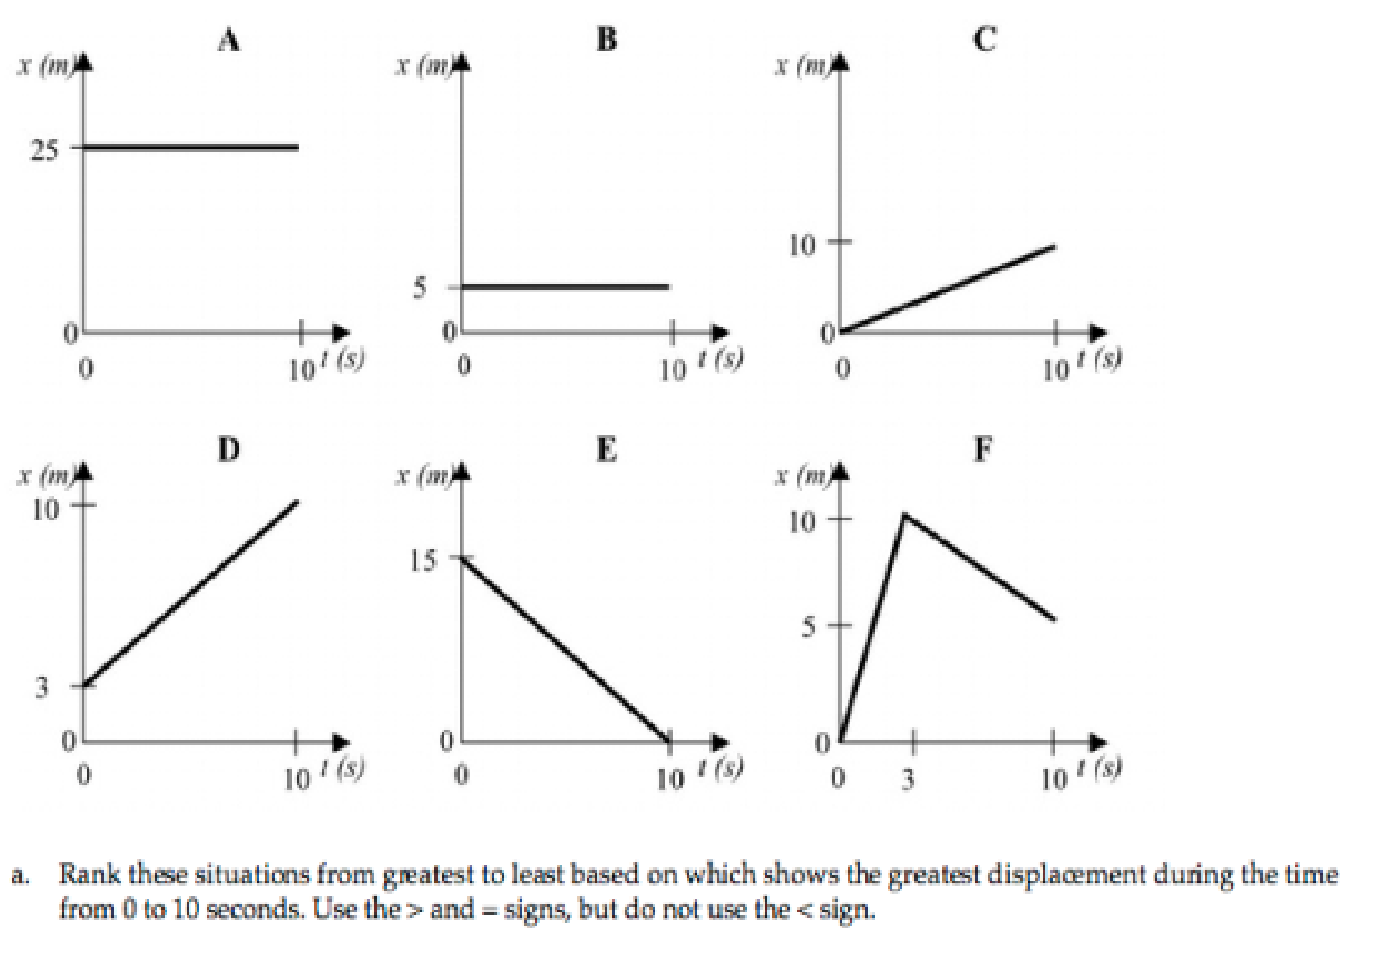 A
x (m)
25
0
0
10
t (s)
B
x (m)
5
0
0
10
t (s)
C
x (m)
10
0
0
10
t (s)
D
x (m)
10
3
0
0
10
t (s)
E
x (m)
15
0
0
10
t (s)
F
x (m)
10
5
0
0
3
10
t (s)
a. Rank these situations from greatest to least based on which shows the greatest displacement during the time
from 0 to 10 seconds. Use the > and = signs, but do not use the < sign.